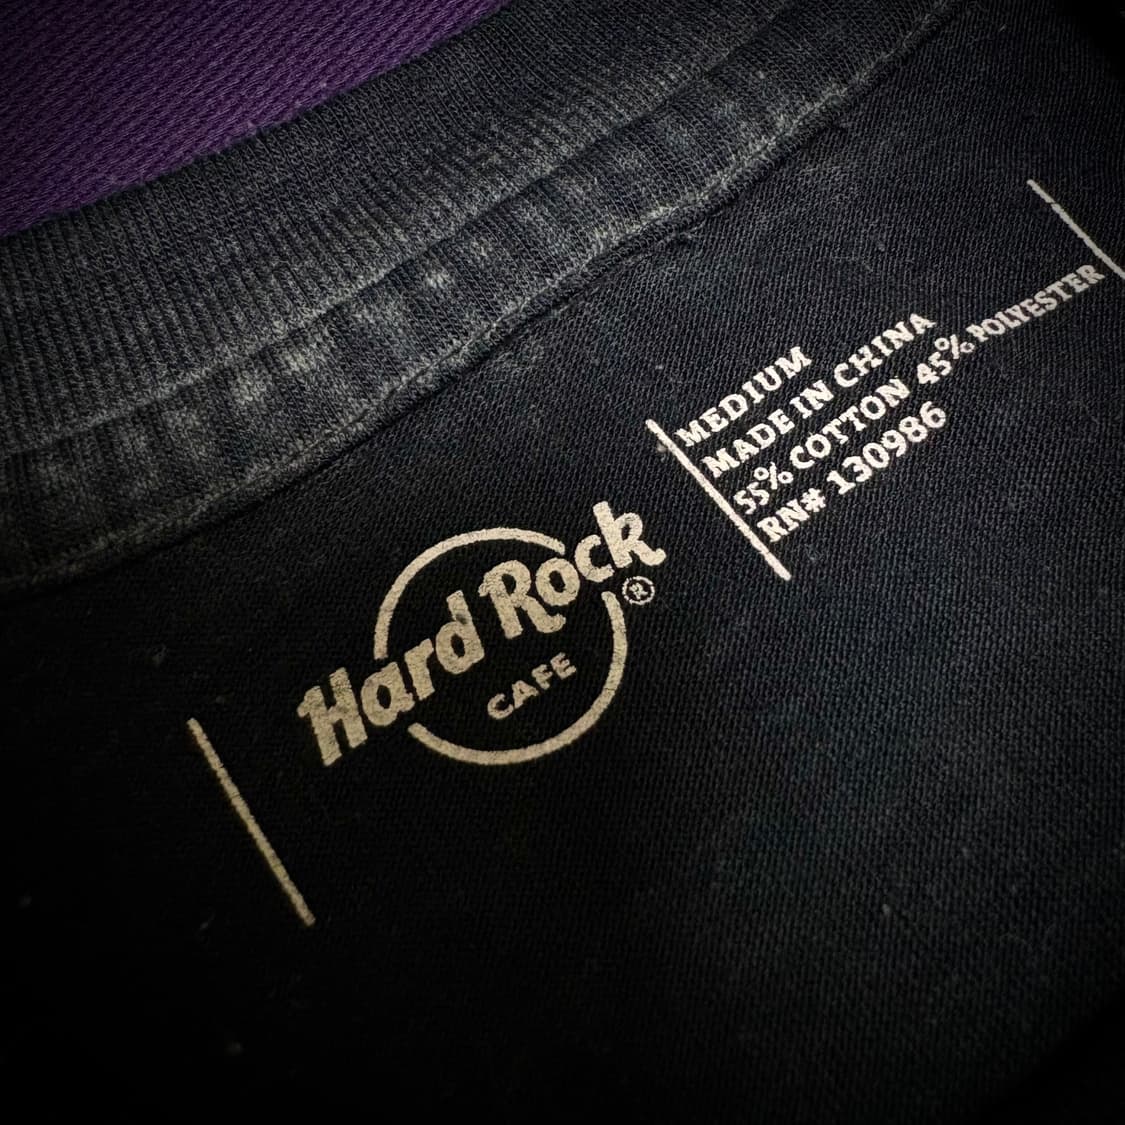 Hard Rock
CAFE
®
MEDIUM
MADE IN CHINA
55% COTTON 45% POLYESTER
RN# 130986